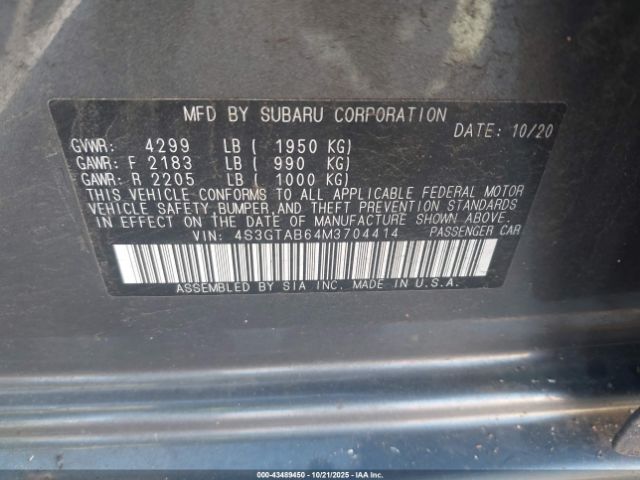 MFD BY SUBARU CORPORATION
DATE: 10/20
GVWR: 4299 LB ( 1950 KG)
GAWR: F 2183 LB ( 990 KG)
GAWR: R 2205 LB ( 1000 KG)
THIS VEHICLE CONFORMS TO ALL APPLICABLE FEDERAL MOTOR
VEHICLE SAFETY, BUMPER AND THEFT PREVENTION STANDARDS
IN EFFECT ON THE DATE OF MANUFACTURE SHOWN ABOVE.
VIN: 4S3GTAB64M3704414 PASSENGER CAR
ASSEMBLED BY SIA INC. MADE IN U.S.A.
000-43489450 10/21/2025 IAAI.COM